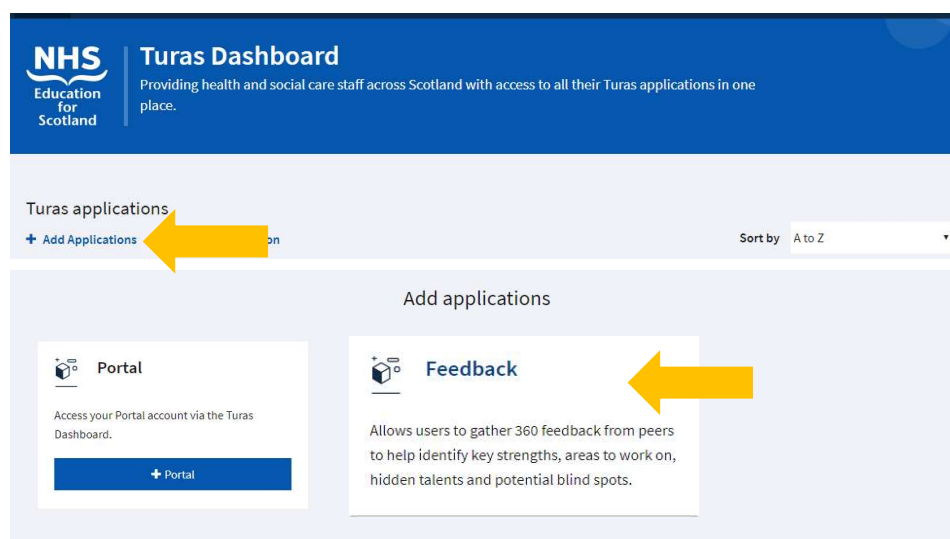 NHS
Education
for
Scotland
Turas Dashboard
Providing health and social care staff across Scotland with access to all their Turas applications in one
place.
Turas applications
+ Add Applications
Sort by A to Z
Add applications
Portal
Access your Portal account via the Turas
Dashboard.
+ Portal
Feedback
Allows users to gather 360 feedback from peers
to help identify key strengths, areas to work on,
hidden talents and potential blind spots.